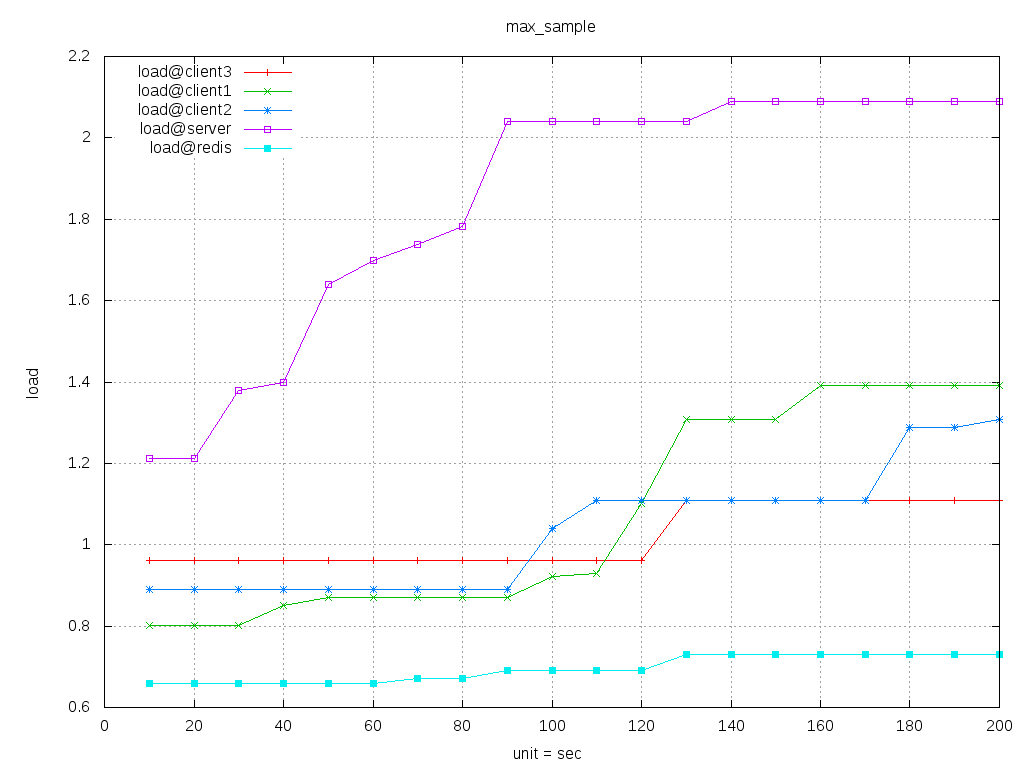 max_sample
2.2
2
1.8
1.6
1.4
1.2
1
0.8
0.6
load@client3
load@client1
load@client2
load@server
load@redis
load
0 20 40 60 80 100 120 140 160 180 200
unit = sec